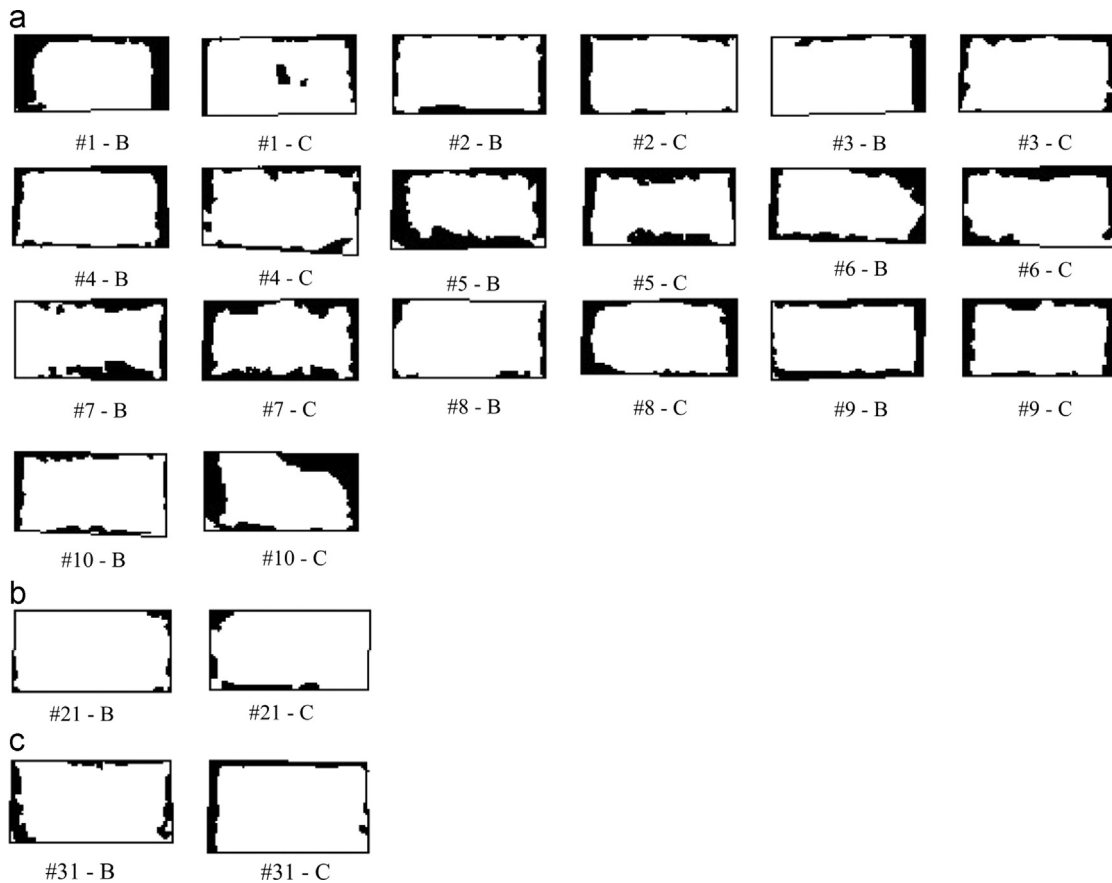 a
#1 - B #1 - C #2 - B #2 - C #3 - B #3 - C
#4 - B #4 - C #5 - B #5 - C #6 - B #6 - C
#7 - B #7 - C #8 - B #8 - C #9 - B #9 - C
#10 - B #10 - C
b
#21 - B #21 - C
c
#31 - B #31 - C